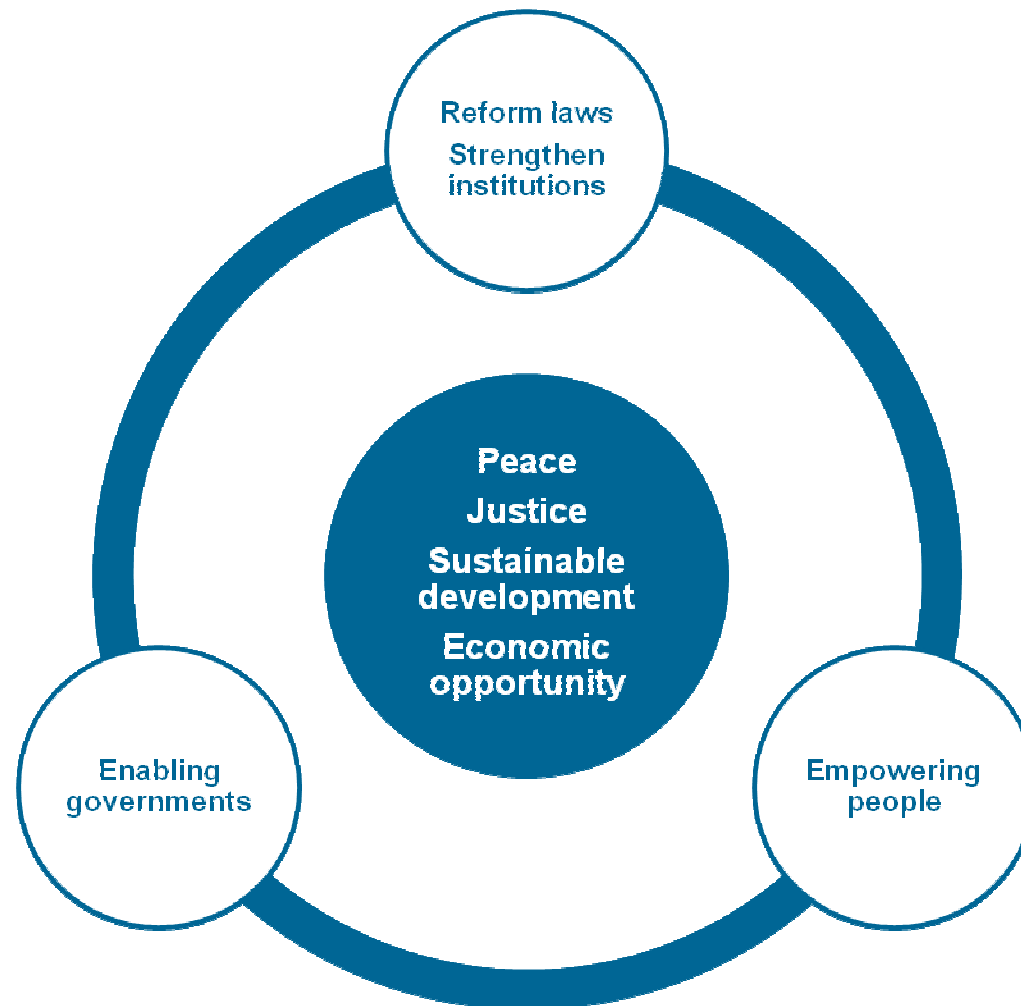 Reform laws
Strengthen
institutions
Peace
Justice
Sustainable
development
Economic
opportunity
Enabling
governments
Empowering
people